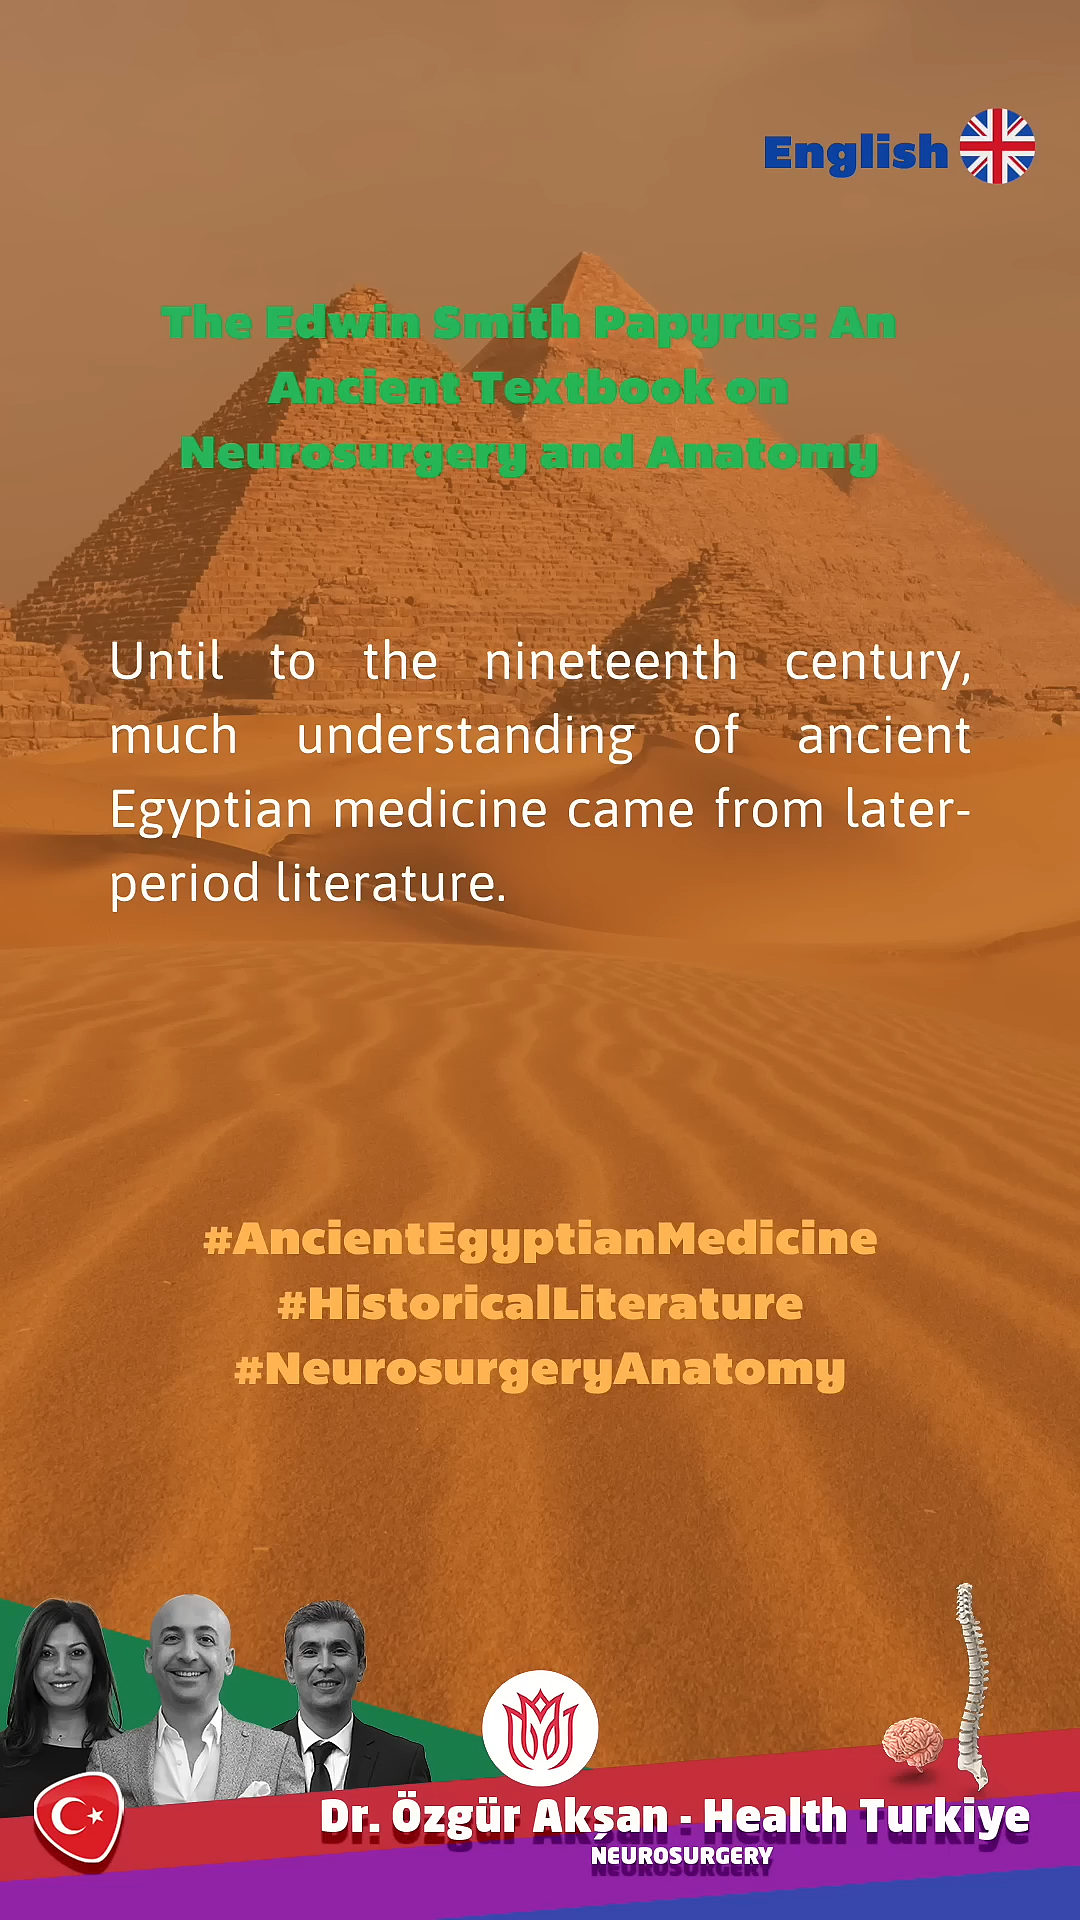 English
The Edwin Smith Papyrus: An
Ancient Textbook on
Neurosurgery and Anatomy
Until to the nineteenth century,
much understanding of ancient
Egyptian medicine came from later-
period literature.
#AncientEgyptianMedicine
#HistoricalLiterature
#NeurosurgeryAnatomy
Dr. Özgür Akşan - Health Turkiye
NEUROSURGERY